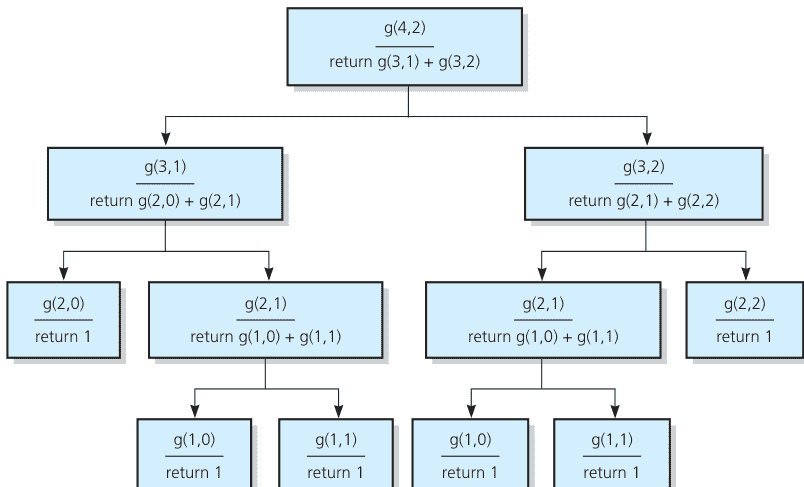 g(4,2)
return g(3,1) + g(3,2)
g(3,1)
return g(2,0) + g(2,1)
g(3,2)
return g(2,1) + g(2,2)
g(2,0)
return 1
g(2,1)
return g(1,0) + g(1,1)
g(2,1)
return g(1,0) + g(1,1)
g(2,2)
return 1
g(1,0)
return 1
g(1,1)
return 1
g(1,0)
return 1
g(1,1)
return 1